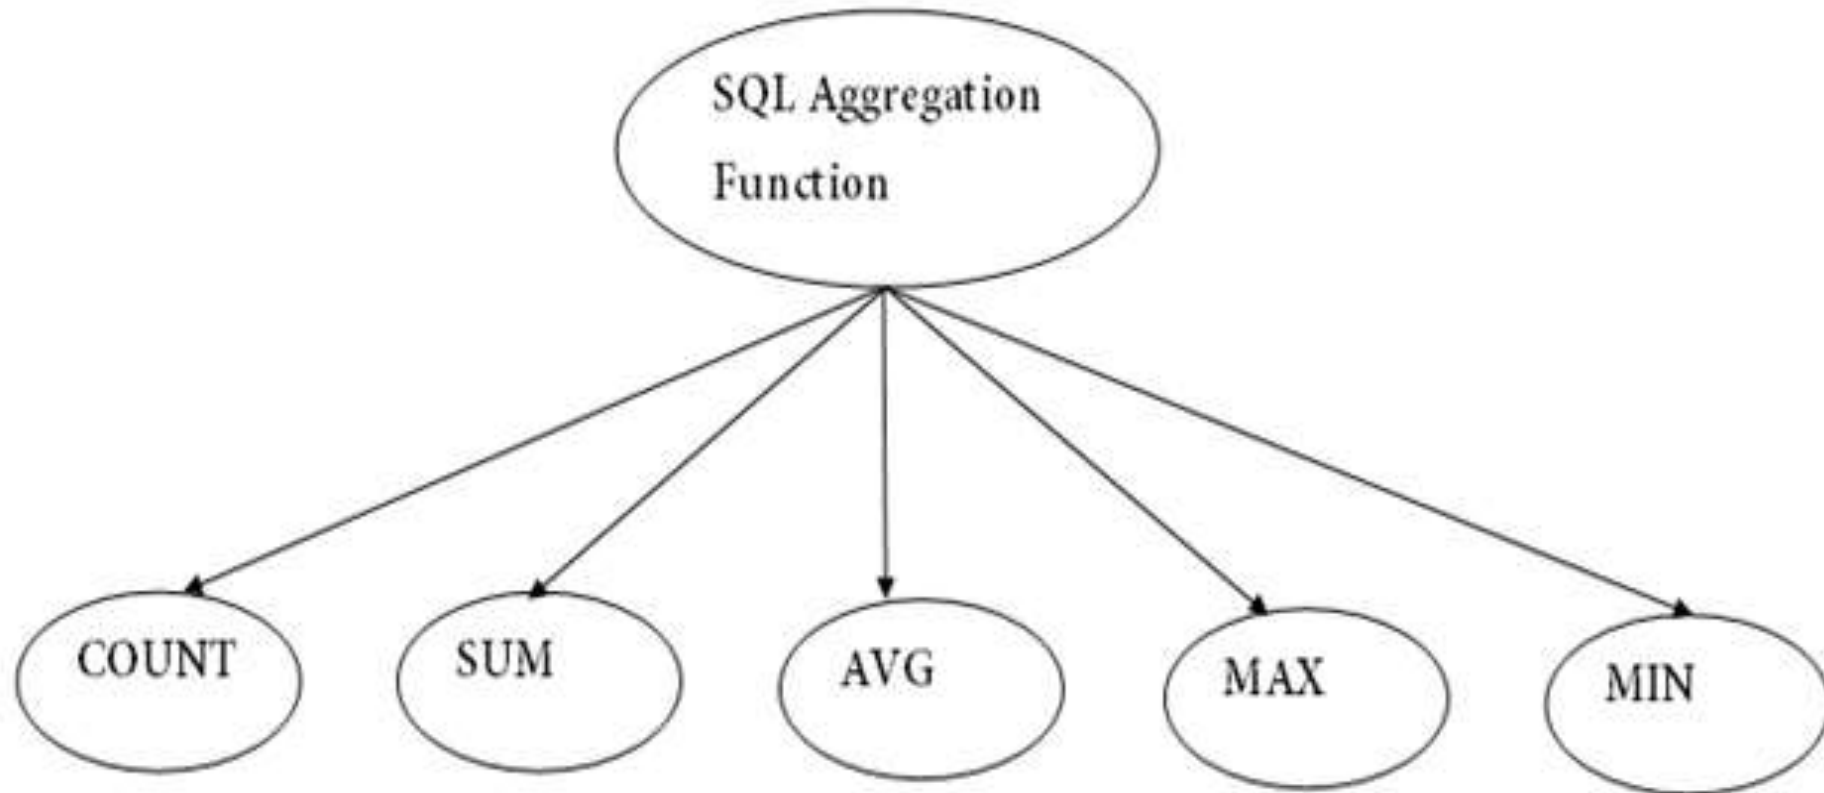 SQL Aggregation
Function
COUNT
SUM
AVG
MAX
MIN